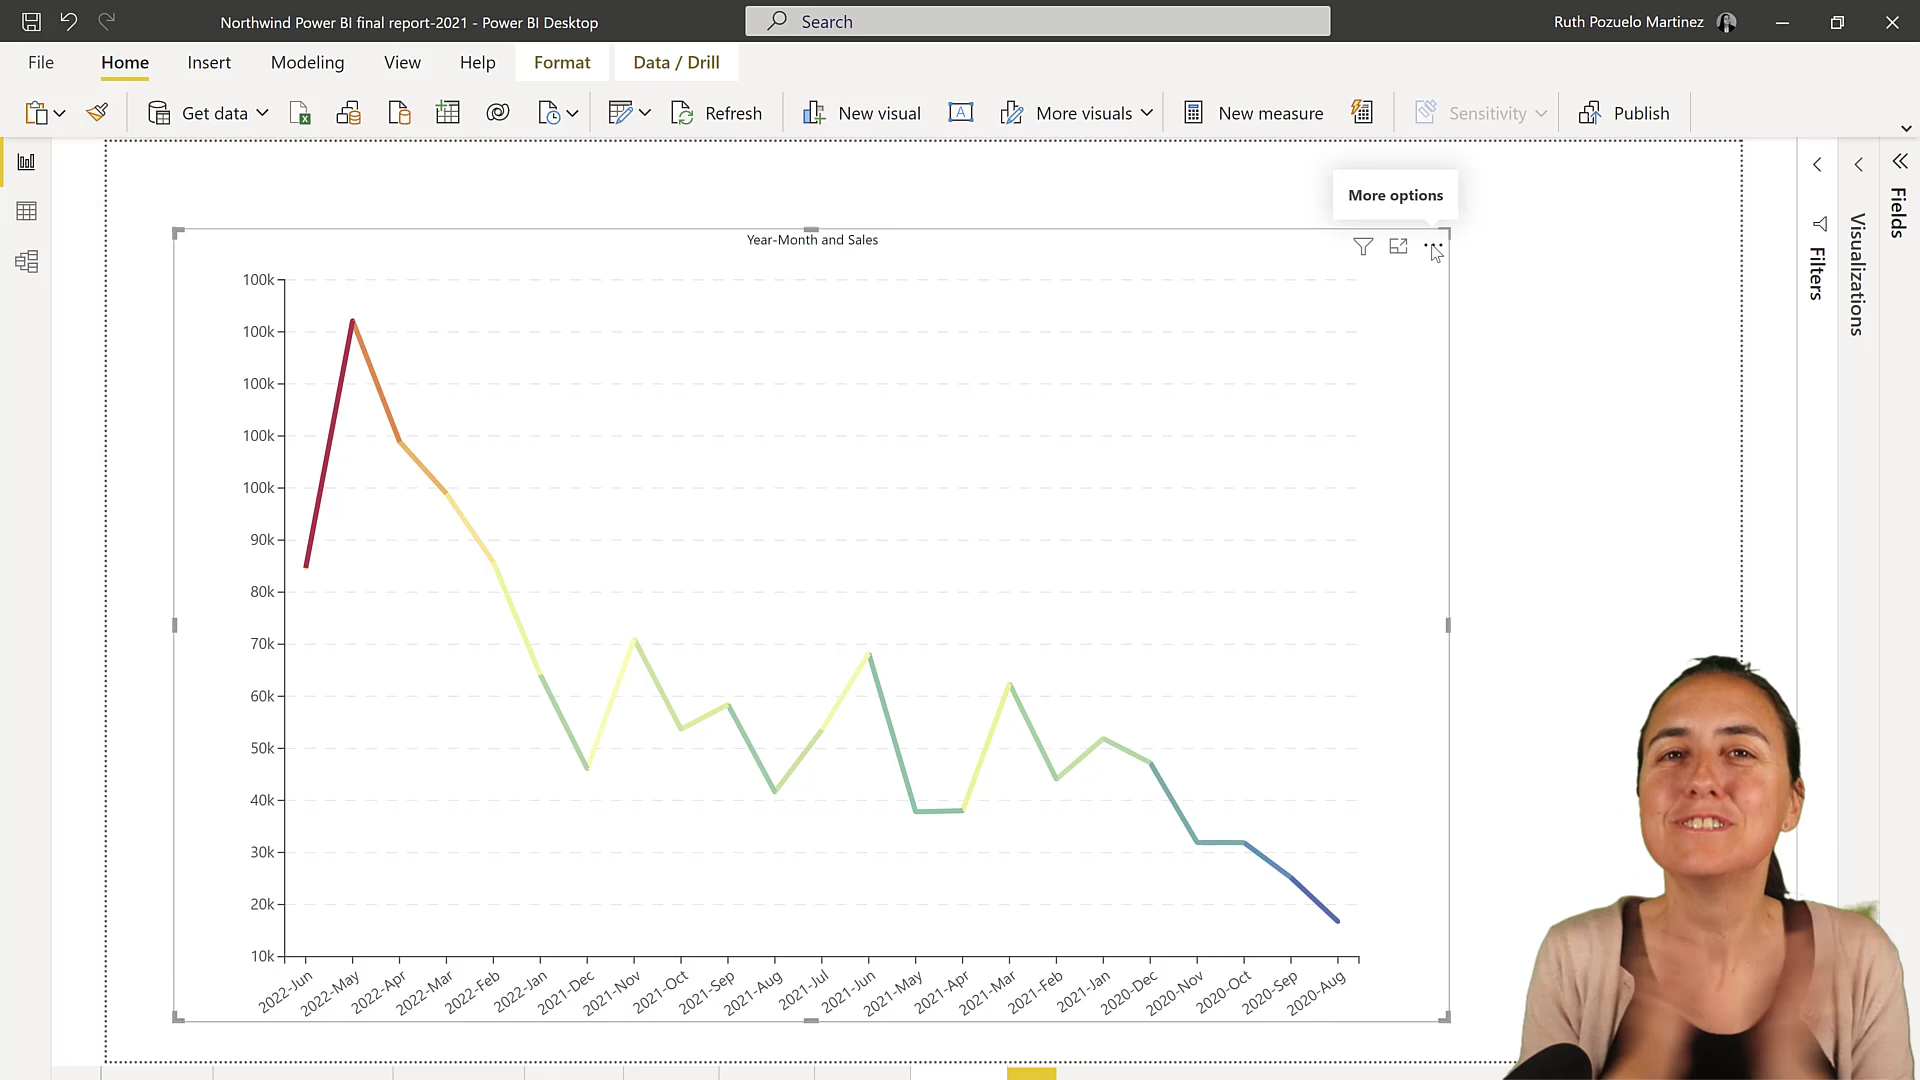 Northwind Power BI final report-2021 - Power BI Desktop
Search
Ruth Pozuelo Martinez
File Home Insert Modeling View Help Format Data / Drill
Get data
Refresh
New visual
More visuals
New measure
Sensitivity
Publish
More options
Year-Month and Sales
100k
100k
100k
100k
100k
90k
80k
70k
60k
50k
40k
30k
20k
10k
2022-Jun
2022-May
2022-Apr
2022-Mar
2022-Feb
2022-Jan
2021-Dec
2021-Nov
2021-Oct
2021-Sep
2021-Aug
2021-Jul
2021-Jun
2021-May
2021-Apr
2021-Mar
2021-Feb
2021-Jan
2020-Dec
2020-Nov
2020-Oct
2020-Sep
2020-Aug
Filters
Visualizations
Fields